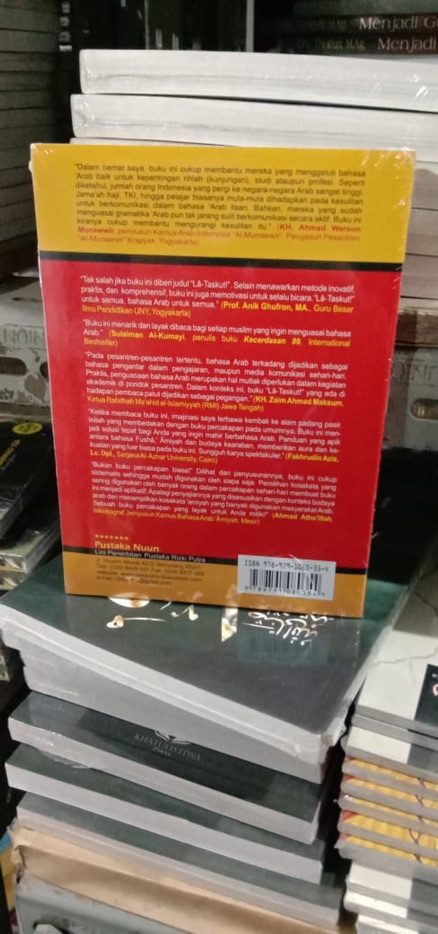 Menjadi G
Menjadi
"Dalam hemat saya, buku ini cukup membantu mereka yang menggeluti bahasa
'Arab baik untuk kepentingan rihlah (kunjungan), studi ataupun profesi. Seperti
diketahui, jumlah orang Indonesia yang pergi ke negara-negara Arab sangat tinggi.
Jama'ah haji, TKI, hingga pelajar biasanya mula-mula dihadapkan pada kesulitan
untuk berkomunikasi dalam bahasa 'Arab lisan. Bahkan, mereka yang sudah
menguasai gramatika 'Arab pun tak jarang sulit berkomunikasi secara aktif. Buku ini
kiranya cukup membantu mengurangi kesulitan itu." (KH. Ahmad Warson
Munawwir, penyusun Kamus Arab-Indonesia "Al-Munawwir" Pengasuh Pesantren
"Al-Munawwir" Krapyak, Yogyakarta)
"Tak salah jika buku ini diberi judul "Lâ-Taskut!". Selain menawarkan metode inovatif,
praktis, dan komprehensif, buku ini juga memotivasi untuk selalu bicara. "Lâ-Taskut!"
untuk semua, bahasa Arab untuk semua." (Prof. Anik Ghufron, MA., Guru Besar
Ilmu Pendidikan UNY, Yogyakarta)
"Buku ini menarik dan layak dibaca bagi setiap muslim yang ingin menguasai bahasa
Arab." (Sulaiman Al-Kumayi, penulis buku Kecerdasan 99, International
Bestseller)
"Pada pesantren-pesantren tertentu, bahasa Arab terkadang dijadikan sebagai
bahasa pengantar dalam pengajaran, maupun media komunikasi sehari-hari.
Praktis, penguasaan bahasa Arab merupakan hal mutlak diperlukan dalam kegiatan
akademik di pondok pesantren. Dalam konteks ini, buku "Lâ-Taskut!" yang ada di
hadapan pembaca patut dijadikan sebagai pegangan." (KH. Zaim Ahmad Maksum,
Ketua Rabithah Ma'ahid al-Islamiyyah (RMI) Jawa Tengah)
"Ketika membaca buku ini, imajinasi saya terbawa kembali ke alam padang pasir.
Inilah yang membedakan dengan buku percakapan pada umumnya. Buku ini men-
jadi solusi tepat bagi Anda yang ingin mahir berbahasa Arab. Panduan yang apik
antara bahasa Fushâ, 'Âmiyah dan budaya kearaban, memberikan aura dan ke-
kuatan yang luar biasa pada buku ini. Sungguh karya spektakuler." (Fakhrudin Aziz,
Lc. Dpl., Sarjana Al-Azhar University, Cairo)
"Bukan buku percakapan biasa!" Dilihat dari penyusunannya, buku ini cukup
sistematis sehingga mudah digunakan oleh siapa saja. Pemilihan kosakata yang
sering digunakan oleh banyak orang dalam percakapan sehari-hari membuat buku
ini menjadi aplikatif. Apalagi penyajiannya yang disesuaikan dengan konteks budaya
arab dan menampilkan kosakata 'amiyah yang banyak digunakan masyarakat Arab.
Sebuah buku percakapan yang layak untuk Anda miliki!" (Ahmad Atho'illah,
leksikograf, penyusun Kamus Bahasa Arab 'Âmiyah, Mesir)
Pustaka Nuun
Lini Penerbitan Pustaka Rizki Putra
KHATULISTIWA